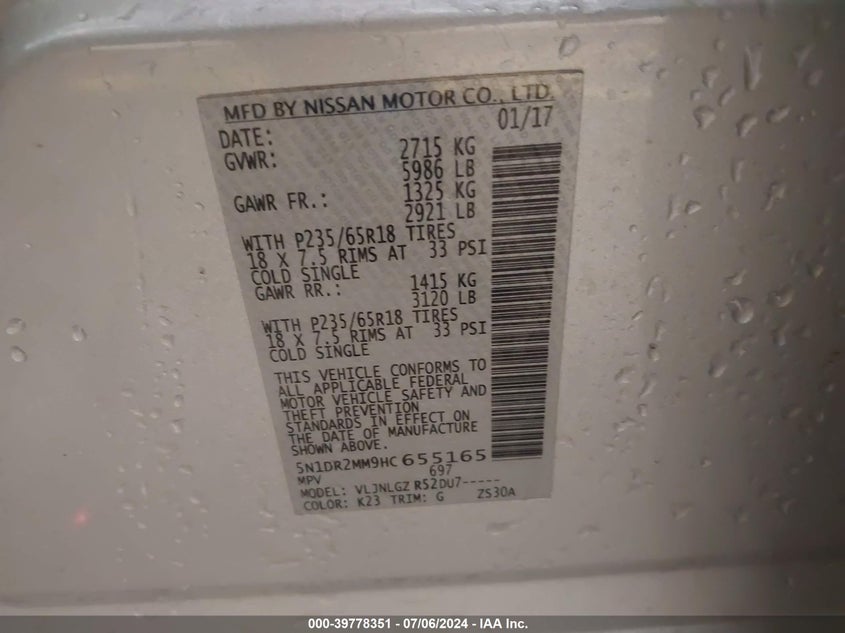 MFD BY NISSAN MOTOR CO., LTD.
DATE: 01/17
GVWR: 2715 KG
5986 LB
GAWR FR.: 1325 KG
2921 LB
WITH P235/65R18 TIRES
18 X 7.5 RIMS AT 33 PSI
COLD SINGLE
GAWR RR.: 1415 KG
3120 LB
WITH P235/65R18 TIRES
18 X 7.5 RIMS AT 33 PSI
COLD SINGLE
THIS VEHICLE CONFORMS TO
ALL APPLICABLE FEDERAL
MOTOR VEHICLE SAFETY AND
THEFT PREVENTION
STANDARDS IN EFFECT ON
THE DATE OF MANUFACTURE
SHOWN ABOVE.
5N1DR2MM9HC655165
MPV 697
MODEL: VLJNLGZ R52DU7-----
COLOR: K23 TRIM: G ZS30A
000-39778351 - 07/06/2024 - IAA Inc.